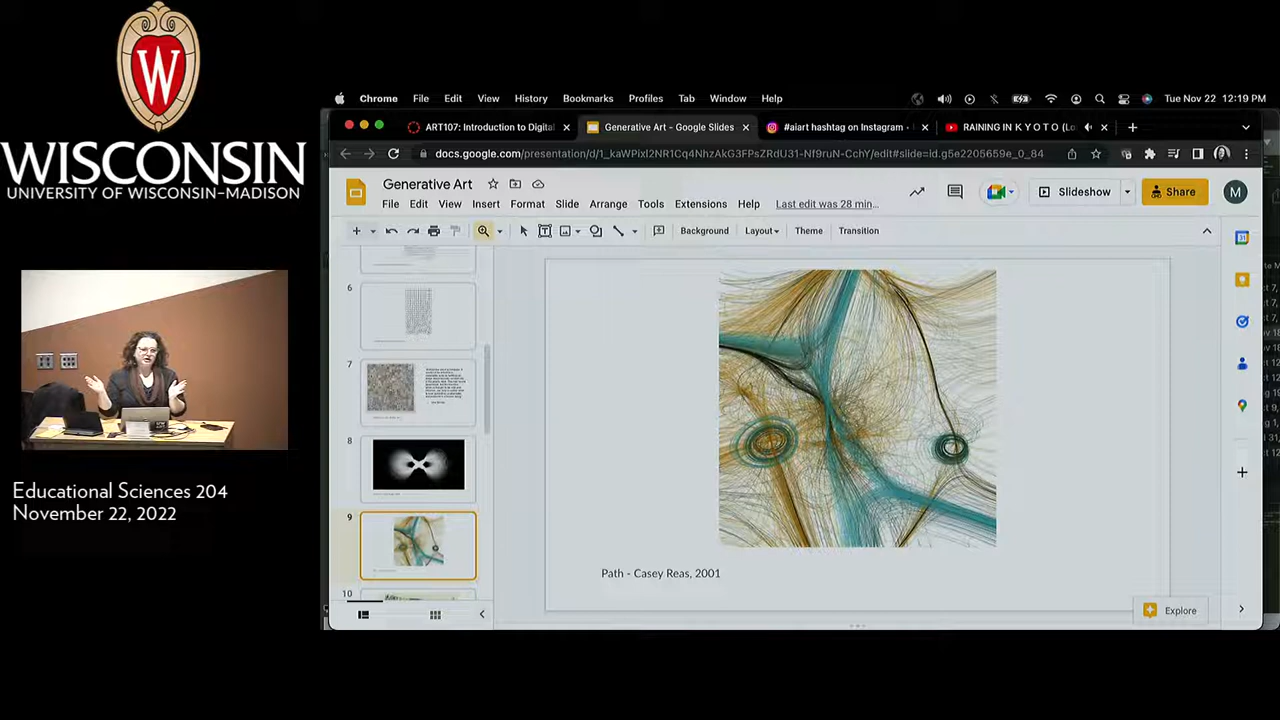 W
WISCONSIN
UNIVERSITY OF WISCONSIN-MADISON
Educational Sciences 204
November 22, 2022
Chrome File Edit View History Bookmarks Profiles Tab Window Help Tue Nov 22 12:19 PM
ART107: Introduction to Digital Generative Art - Google Slides #aiart hashtag on Instagram • RAINING IN K Y O T O (Lo
docs.google.com/presentation/d/1_kaWPixl2NR1Cq4NhzAkG3FPsZRdU31-Nf9ruN-CchY/edit#slide=id.g5e2205659e_0_84
Generative Art
Slideshow
Share
M
File Edit View Insert Format Slide Arrange Tools Extensions Help Last edit was 28 min...
Background Layout Theme Transition
6
7
8
9
10
Path - Casey Reas, 2001
Explore